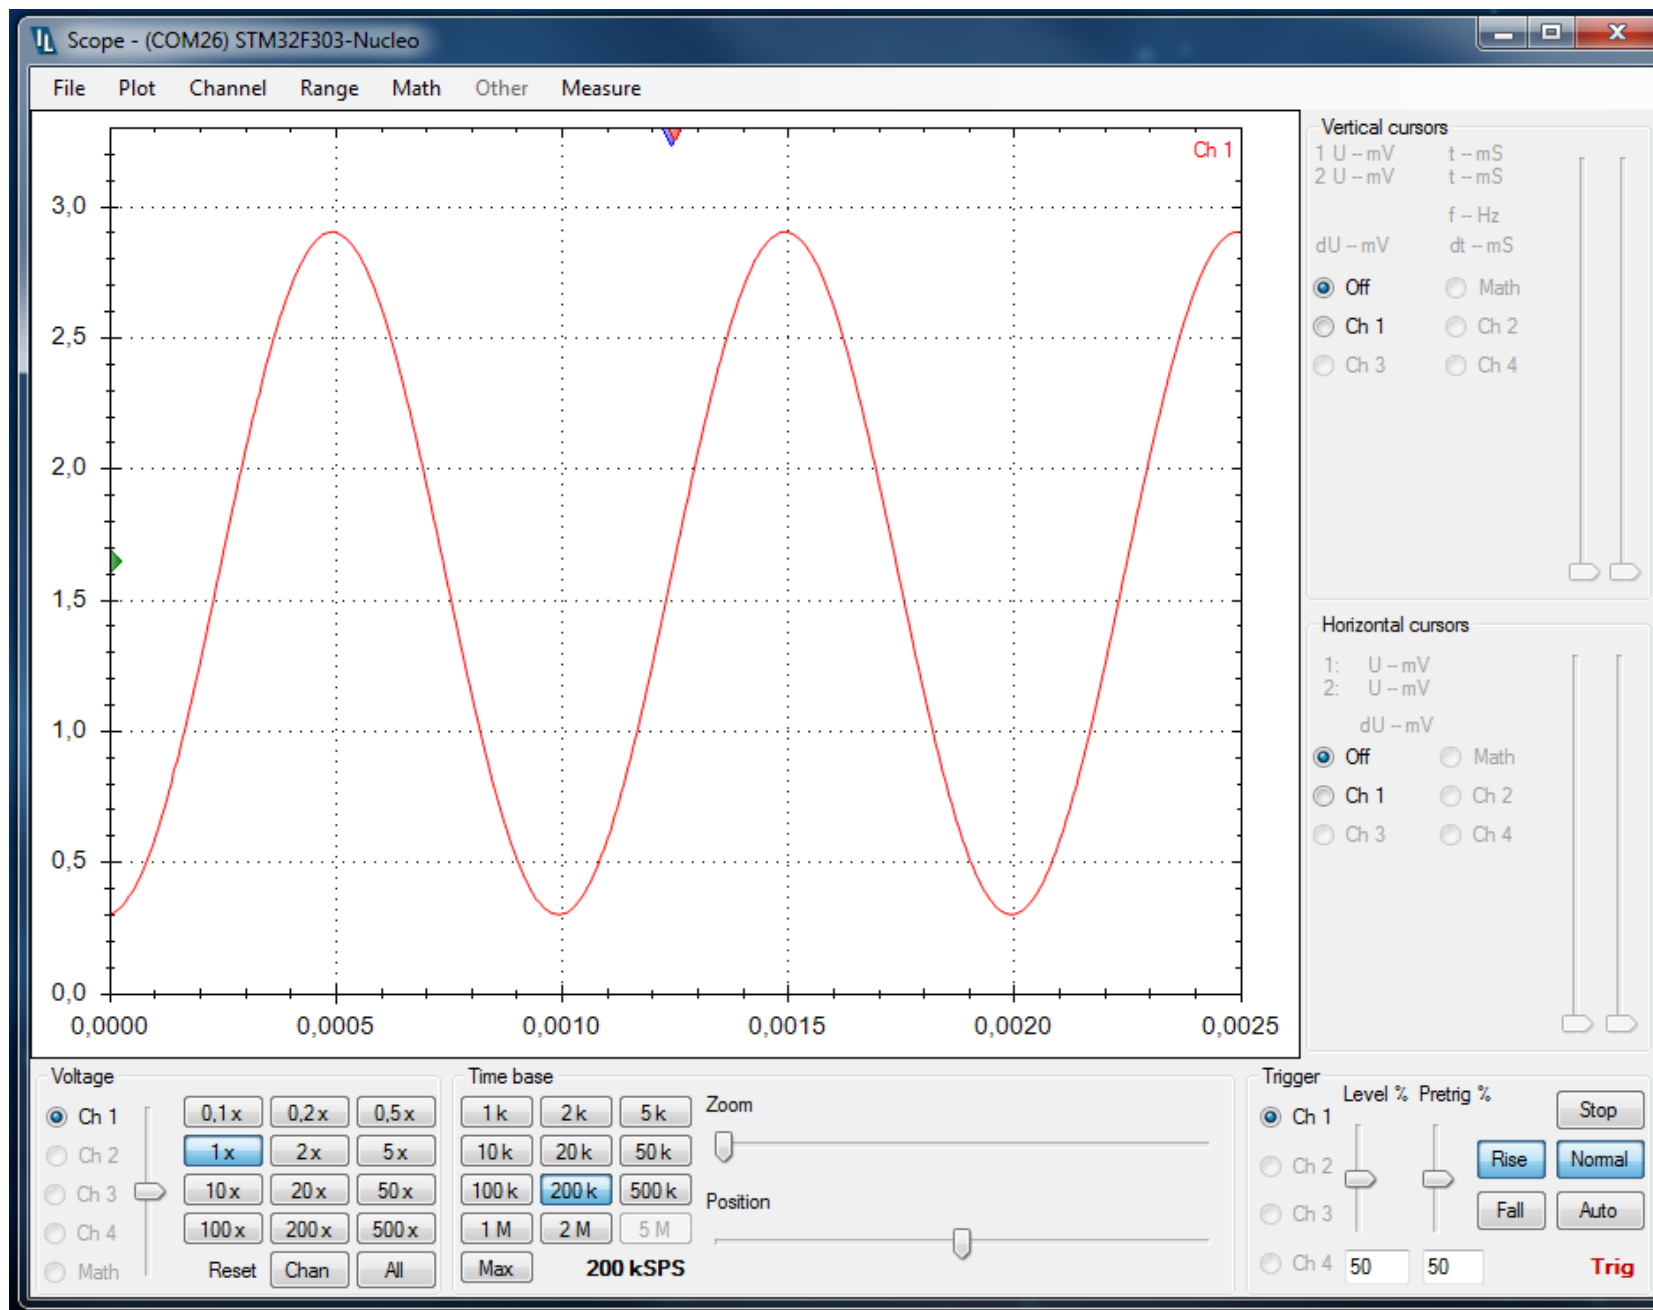 Scope - (COM26) STM32F303-Nucleo
File Plot Channel Range Math Other Measure
Ch 1
3,0
2,5
2,0
1,5
1,0
0,5
0,0
0,0000 0,0005 0,0010 0,0015 0,0020 0,0025
Vertical cursors
1 U -- mV t -- mS
2 U -- mV t -- mS
f -- Hz
dU -- mV dt -- mS
Off Math
Ch 1 Ch 2
Ch 3 Ch 4
Horizontal cursors
1: U -- mV
2: U -- mV
dU -- mV
Off Math
Ch 1 Ch 2
Ch 3 Ch 4
Voltage
Ch 1 0,1 x 0,2 x 0,5 x
Ch 2 1 x 2 x 5 x
Ch 3 10 x 20 x 50 x
Ch 4 100 x 200 x 500 x
Math Reset Chan All
Time base
1 k 2 k 5 k Zoom
10 k 20 k 50 k
100 k 200 k 500 k Position
1 M 2 M 5 M
Max 200 kSPS
Trigger
Level % Pretrig %
Ch 1 Stop
Ch 2 Rise Normal
Ch 3 Fall Auto
Ch 4 50 50 Trig